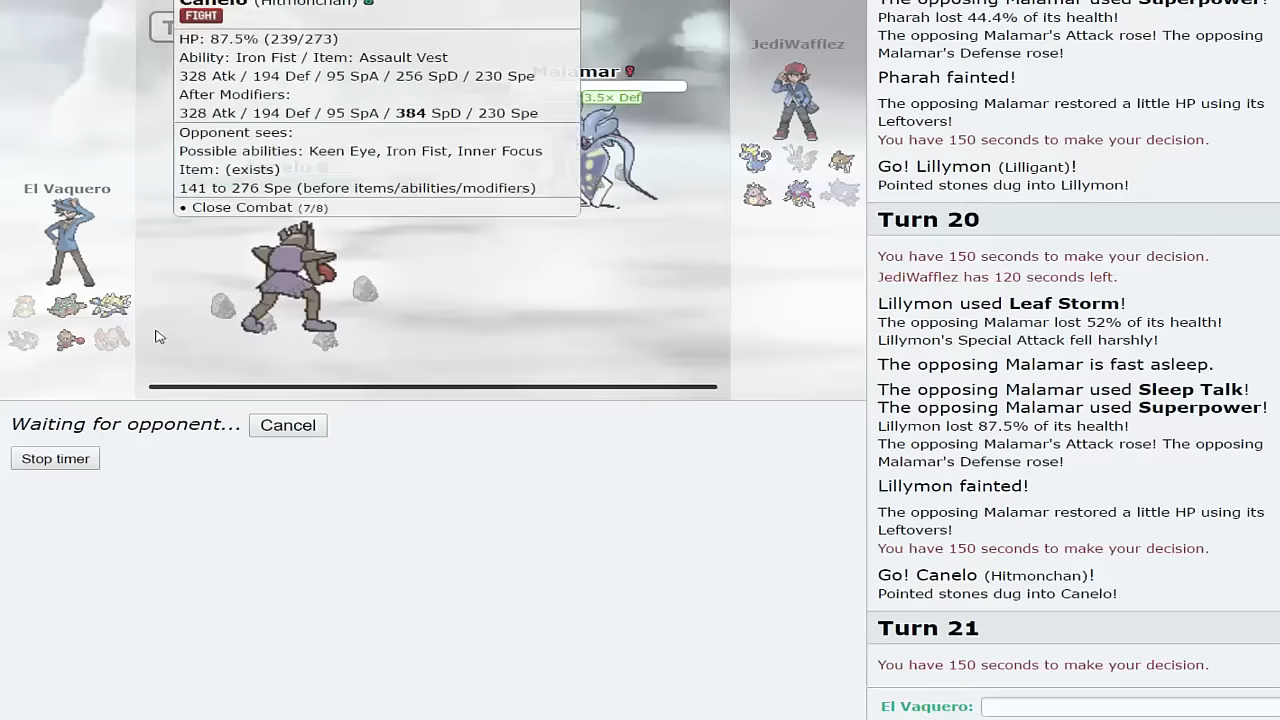 Canelo (Hitmonchan)
FIGHT
HP: 87.5% (239/273)
Ability: Iron Fist / Item: Assault Vest
328 Atk / 194 Def / 95 SpA / 256 SpD / 230 Spe
After Modifiers:
328 Atk / 194 Def / 95 SpA / 384 SpD / 230 Spe
Opponent sees:
Possible abilities: Keen Eye, Iron Fist, Inner Focus
Item: (exists)
141 to 276 Spe (before items/abilities/modifiers)
• Close Combat (7/8)
Malamar
3.5× Def
JediWafflez
El Vaquero
Waiting for opponent... Cancel
Stop timer
The opposing Malamar used Superpower!
Pharah lost 44.4% of its health!
The opposing Malamar's Attack rose! The opposing
Malamar's Defense rose!
Pharah fainted!
The opposing Malamar restored a little HP using its
Leftovers!
You have 150 seconds to make your decision.
Go! Lillymon (Lilligant)!
Pointed stones dug into Lillymon!
Turn 20
You have 150 seconds to make your decision.
JediWafflez has 120 seconds left.
Lillymon used Leaf Storm!
The opposing Malamar lost 52% of its health!
Lillymon's Special Attack fell harshly!
The opposing Malamar is fast asleep.
The opposing Malamar used Sleep Talk!
The opposing Malamar used Superpower!
Lillymon lost 87.5% of its health!
The opposing Malamar's Attack rose! The opposing
Malamar's Defense rose!
Lillymon fainted!
The opposing Malamar restored a little HP using its
Leftovers!
You have 150 seconds to make your decision.
Go! Canelo (Hitmonchan)!
Pointed stones dug into Canelo!
Turn 21
You have 150 seconds to make your decision.
El Vaquero: